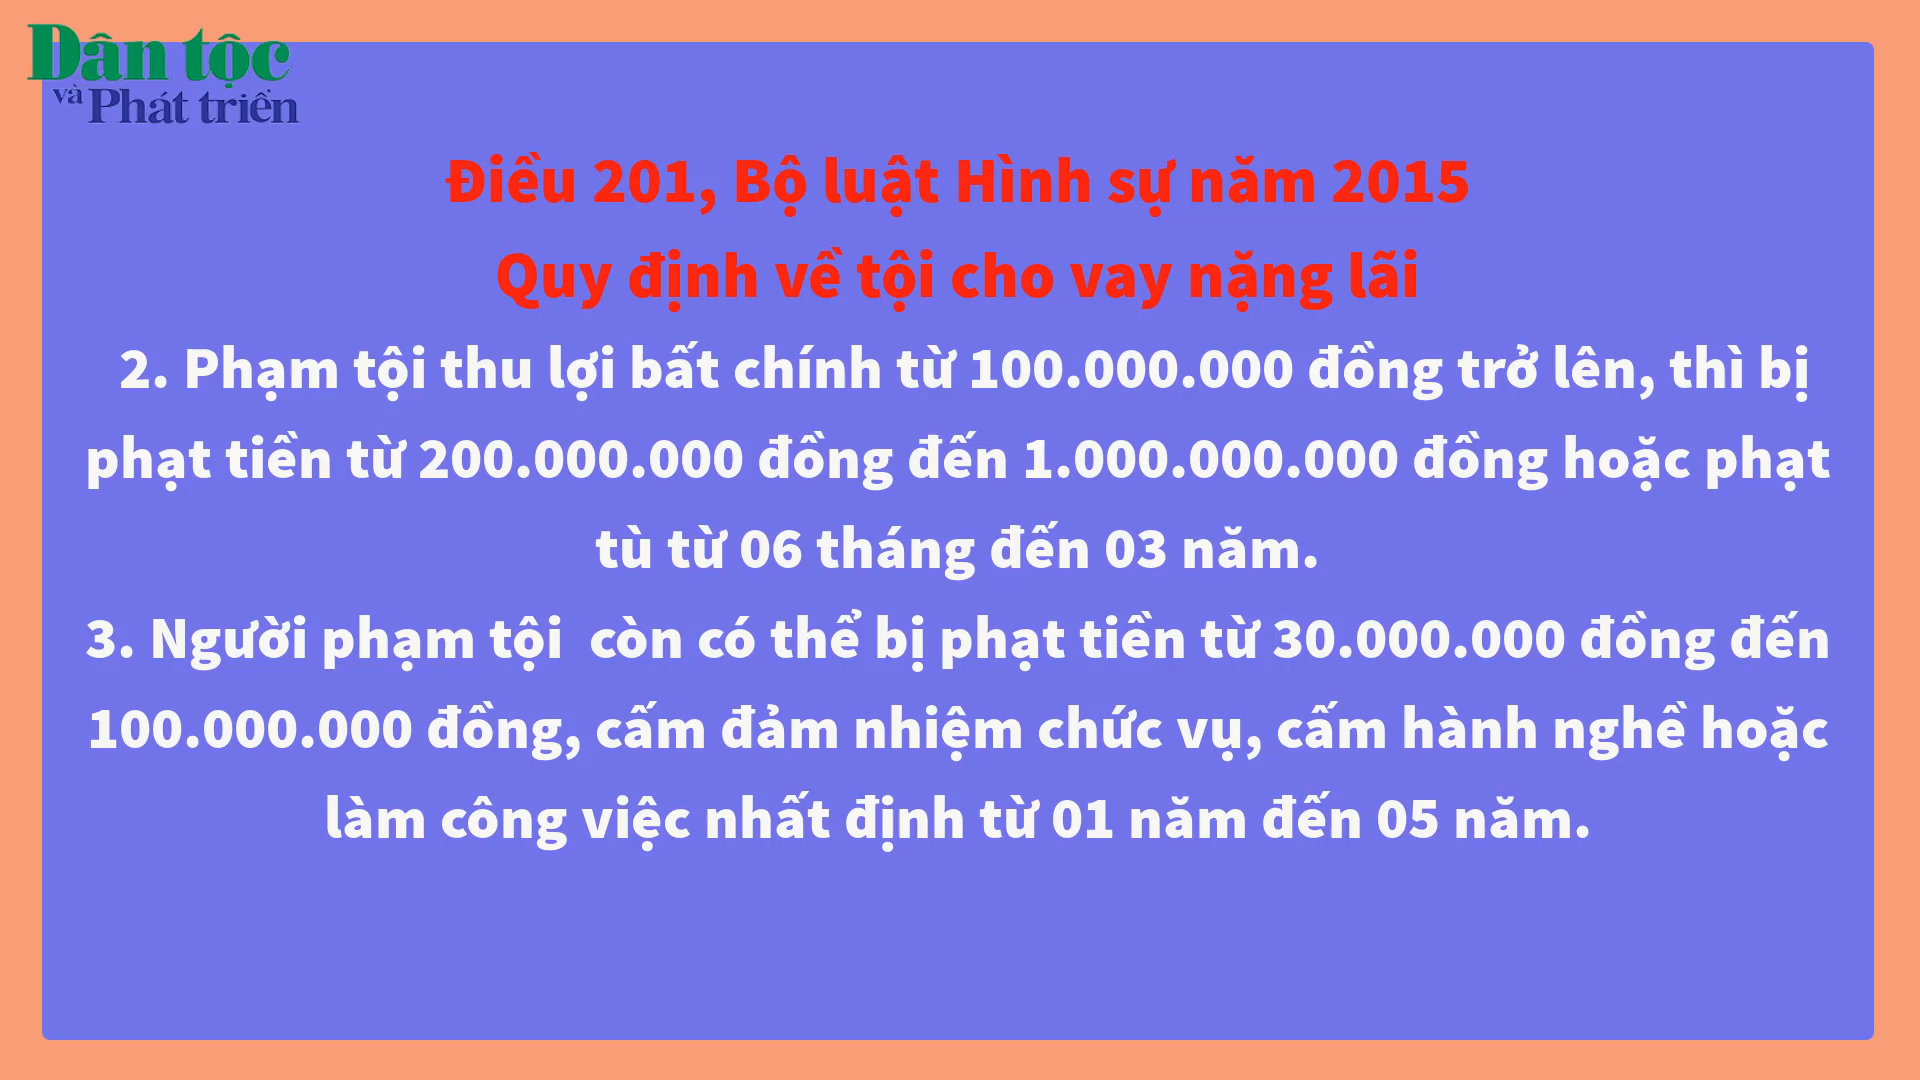 Dân tộc
và Phát triển
Điều 201, Bộ luật Hình sự năm 2015
Quy định về tội cho vay nặng lãi
2. Phạm tội thu lợi bất chính từ 100.000.000 đồng trở lên, thì bị
phạt tiền từ 200.000.000 đồng đến 1.000.000.000 đồng hoặc phạt
tù từ 06 tháng đến 03 năm.
3. Người phạm tội  còn có thể bị phạt tiền từ 30.000.000 đồng đến
100.000.000 đồng, cấm đảm nhiệm chức vụ, cấm hành nghề hoặc
làm công việc nhất định từ 01 năm đến 05 năm.